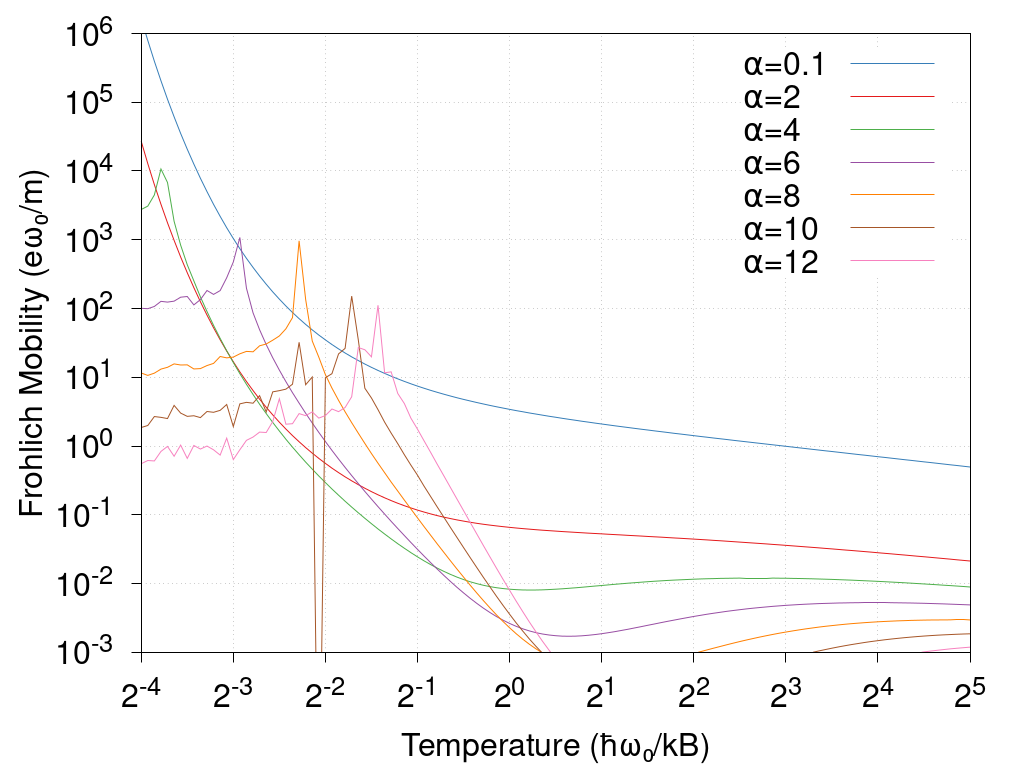 10⁶
10⁵
10⁴
10³
10²
10¹
10⁰
10⁻¹
10⁻²
10⁻³
Frohlich Mobility (eω₀/m)
α=0.1
α=2
α=4
α=6
α=8
α=10
α=12
2⁻⁴ 2⁻³ 2⁻² 2⁻¹ 2⁰ 2¹ 2² 2³ 2⁴ 2⁵
Temperature (ħω₀/kB)